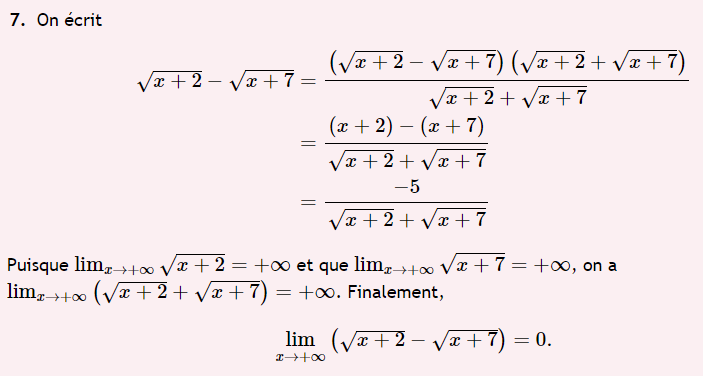 7. On écrit
√(x + 2) − √(x + 7) = (√(x + 2) − √(x + 7)) (√(x + 2) + √(x + 7)) / (√(x + 2) + √(x + 7))
= ((x + 2) − (x + 7)) / (√(x + 2) + √(x + 7))
= −5 / (√(x + 2) + √(x + 7))
Puisque lim_{x→+∞} √(x + 2) = +∞ et que lim_{x→+∞} √(x + 7) = +∞, on a
lim_{x→+∞} (√(x + 2) + √(x + 7)) = +∞. Finalement,
lim_{x→+∞} (√(x + 2) − √(x + 7)) = 0.